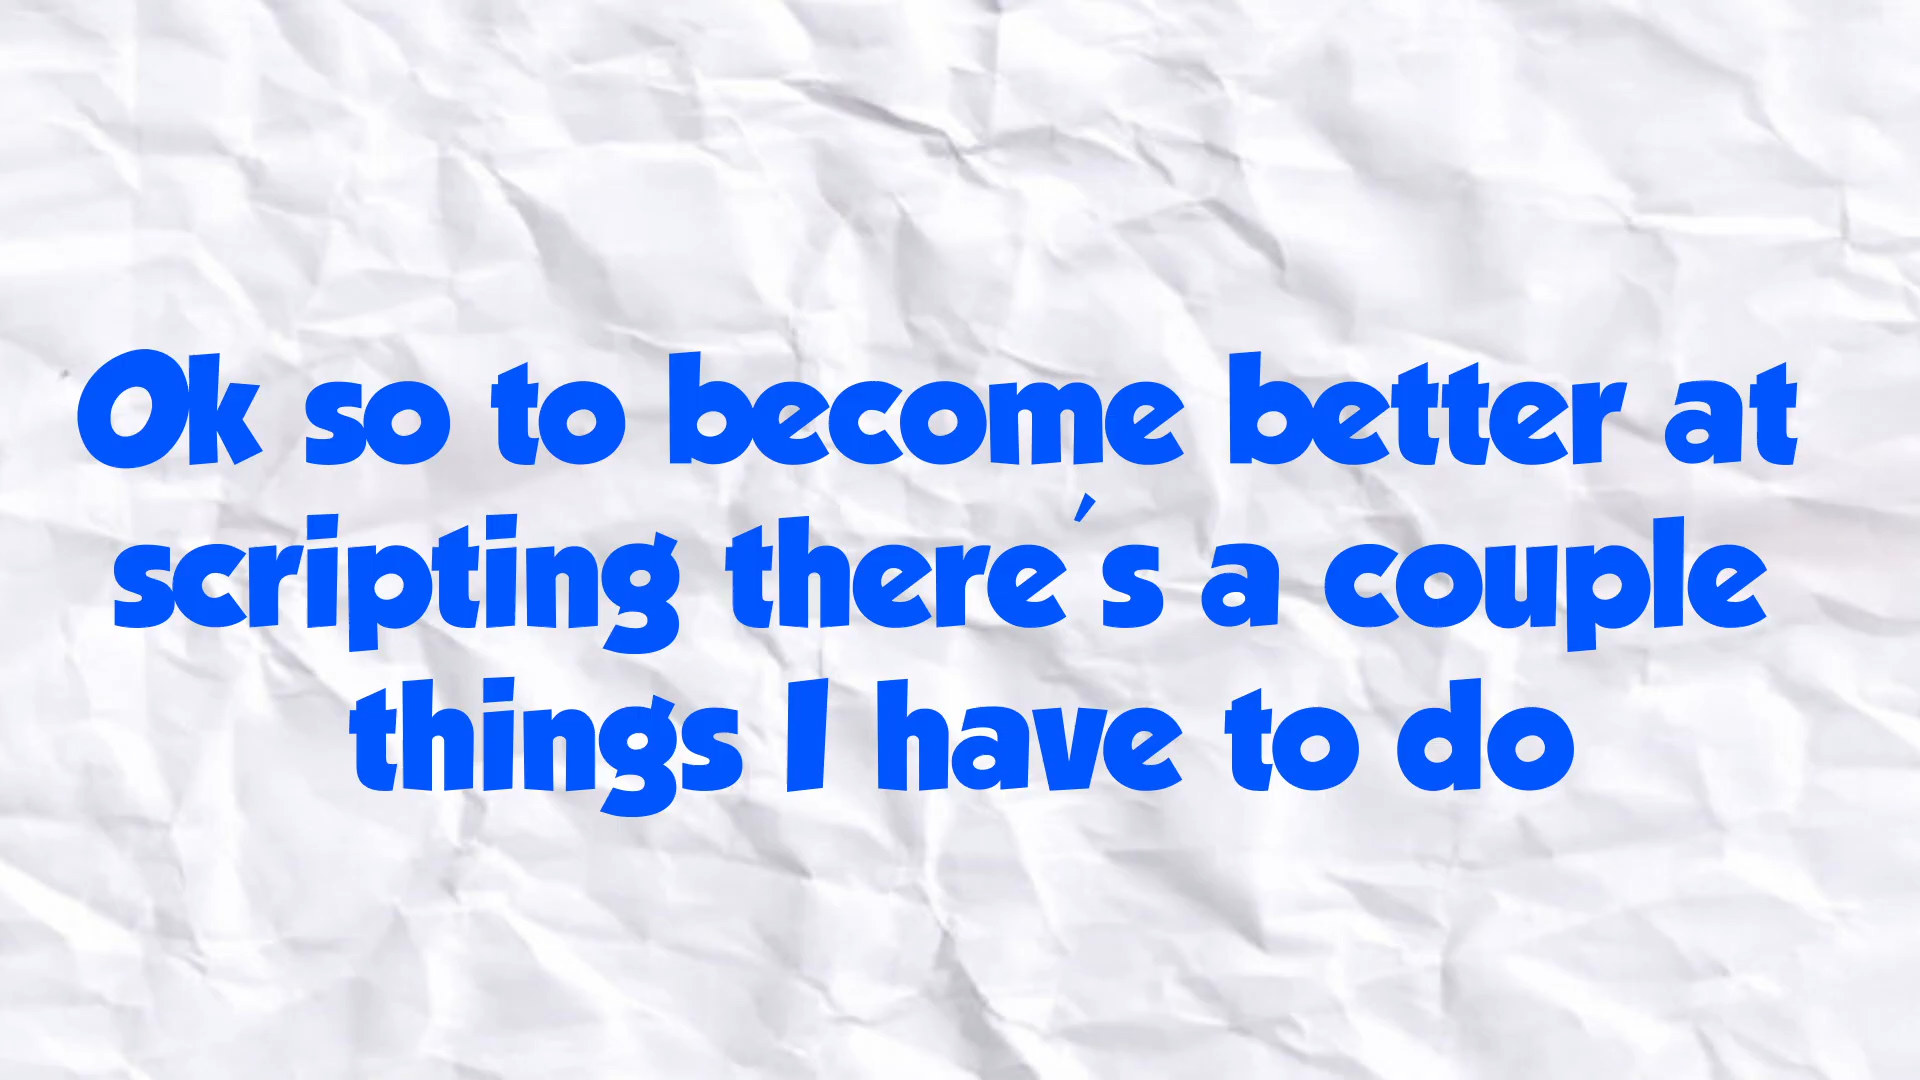 Ok so to become better at
scripting there's a couple
things I have to do